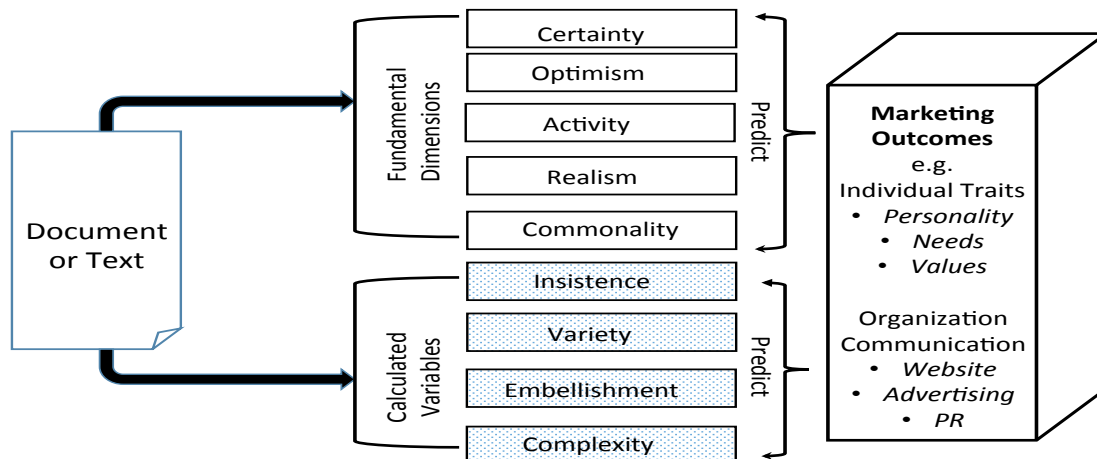 Document
or Text
Fundamental
Dimensions
Certainty
Optimism
Activity
Realism
Commonality
Predict
Calculated
Variables
Insistence
Variety
Embellishment
Complexity
Predict
Marketing
Outcomes
e.g.
Individual Traits
• Personality
• Needs
• Values
Organization
Communication
• Website
• Advertising
• PR